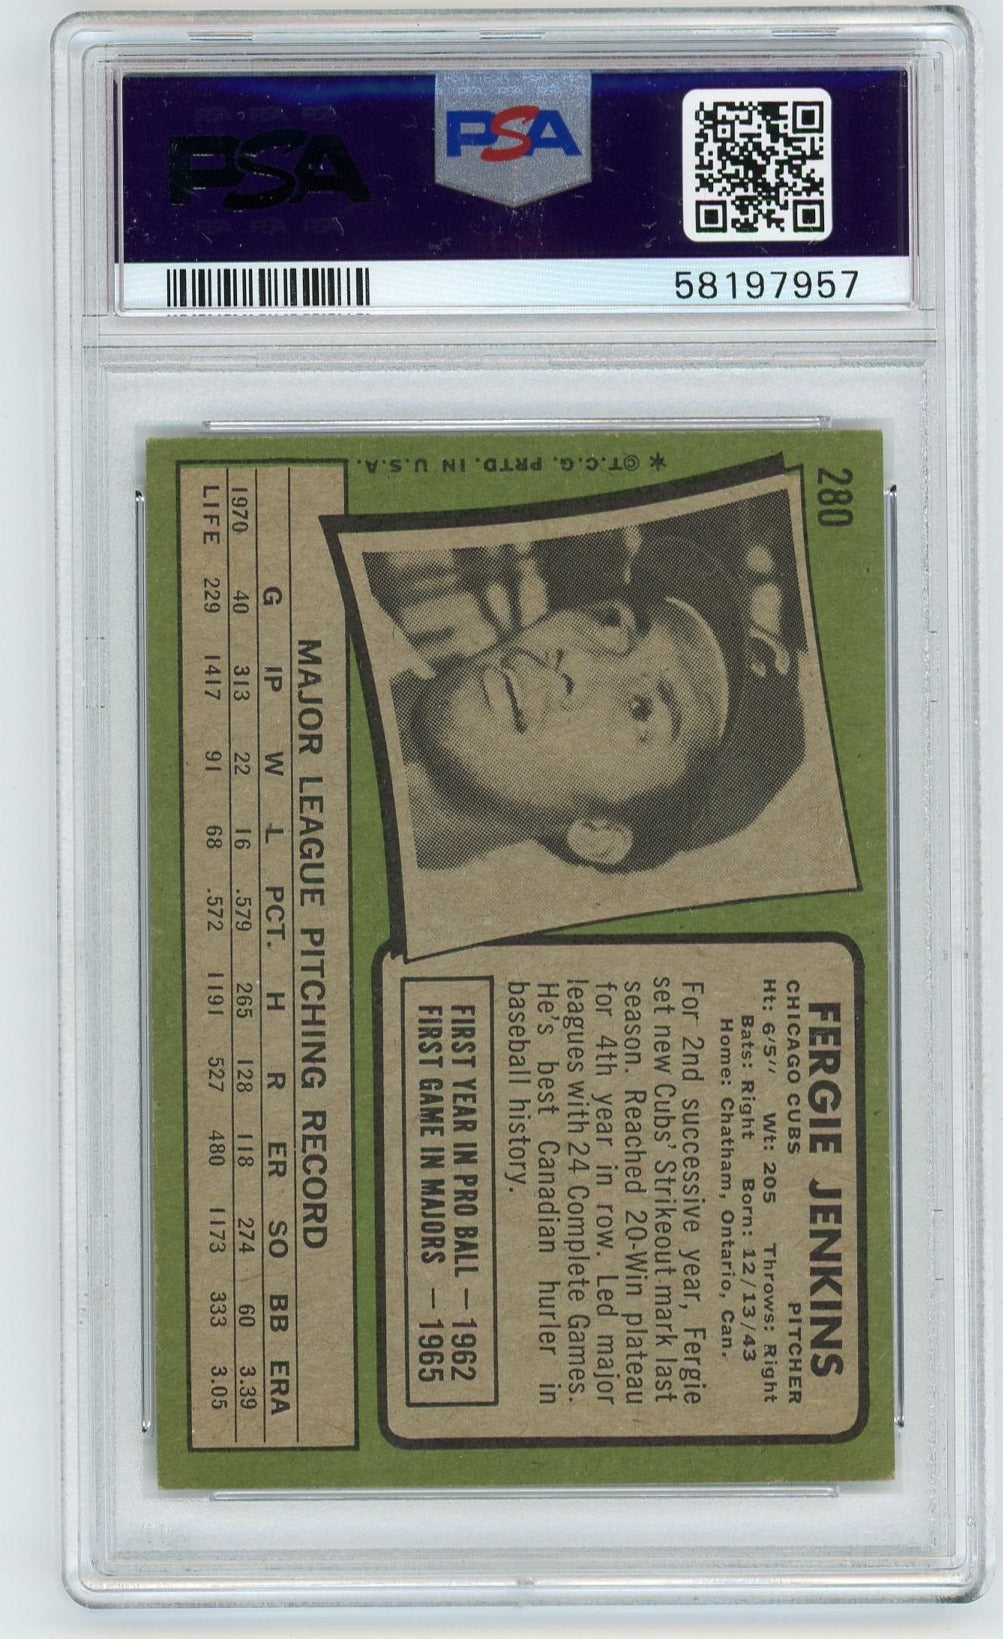 PSA
PSA
58197957
280
* ©T.C.G. PRTD. IN U.S.A.
FERGIE JENKINS
CHICAGO CUBS PITCHER
Ht: 6'5" Wt: 205 Throws: Right
Bats: Right Born: 12/13/43
Home: Chatham, Ontario, Can.
For 2nd successive year, Fergie
set new Cubs' Strikeout mark last
season. Reached 20-Win plateau
for 4th year in row. Led major
leagues with 24 Complete Games.
He's best Canadian hurler in
baseball history.
FIRST YEAR IN PRO BALL — 1962
FIRST GAME IN MAJORS — 1965
MAJOR LEAGUE PITCHING RECORD
G IP W L PCT. H R ER SO BB ERA
1970 40 313 22 16 .579 265 128 118 274 60 3.39
LIFE 229 1417 91 68 .572 1191 527 480 1173 333 3.05